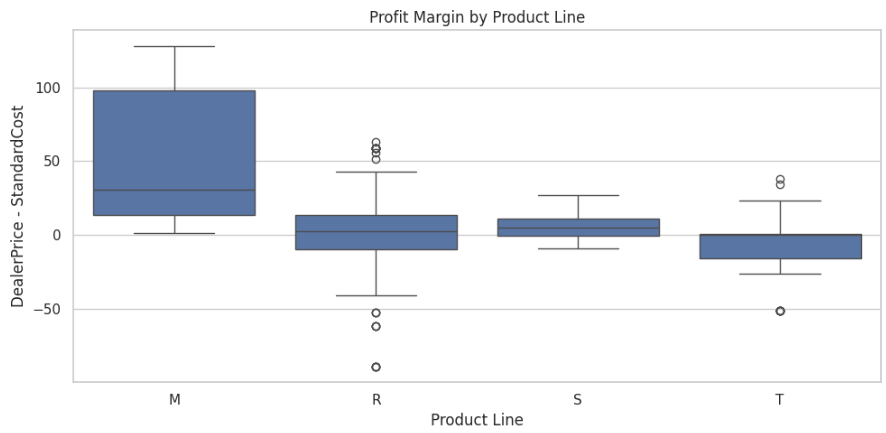 Profit Margin by Product Line
DealerPrice - StandardCost
100
50
0
−50
M R S T
Product Line